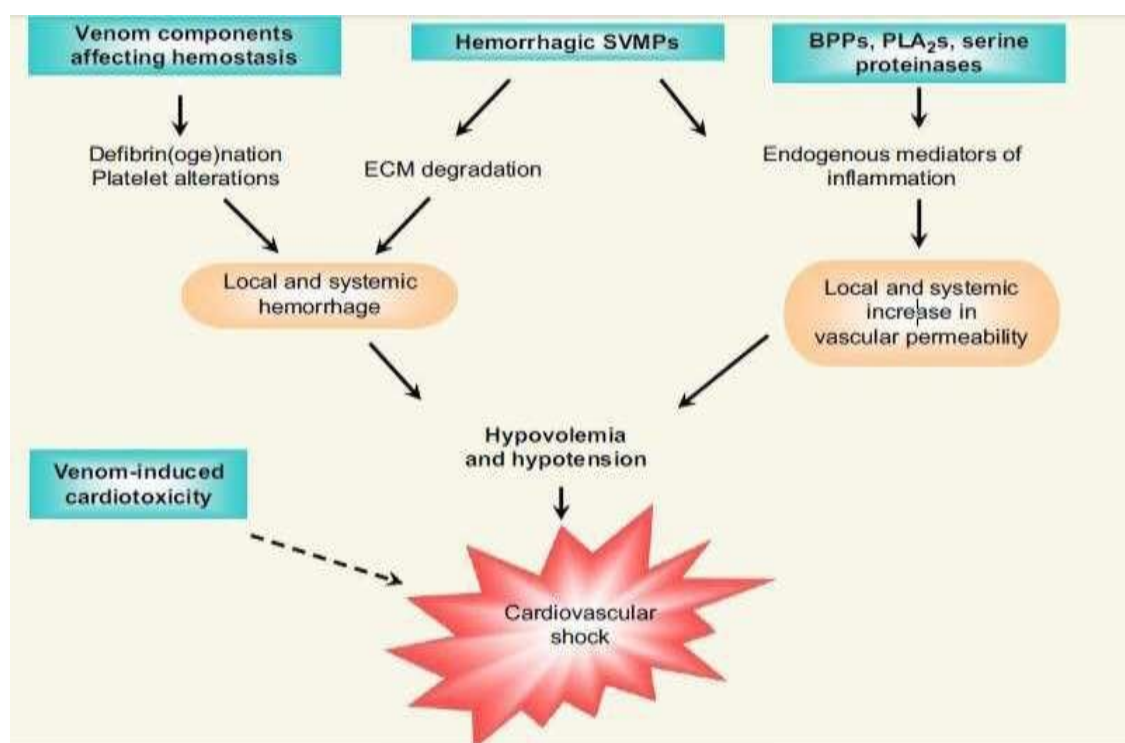 Venom components
affecting hemostasis
Hemorrhagic SVMPs
BPPs, PLA₂s, serine
proteinases
Defibrin(oge)nation
Platelet alterations
ECM degradation
Endogenous mediators of
inflammation
Local and systemic
hemorrhage
Local and systemic
increase in
vascular permeability
Hypovolemia
and hypotension
Venom-induced
cardiotoxicity
Cardiovascular
shock